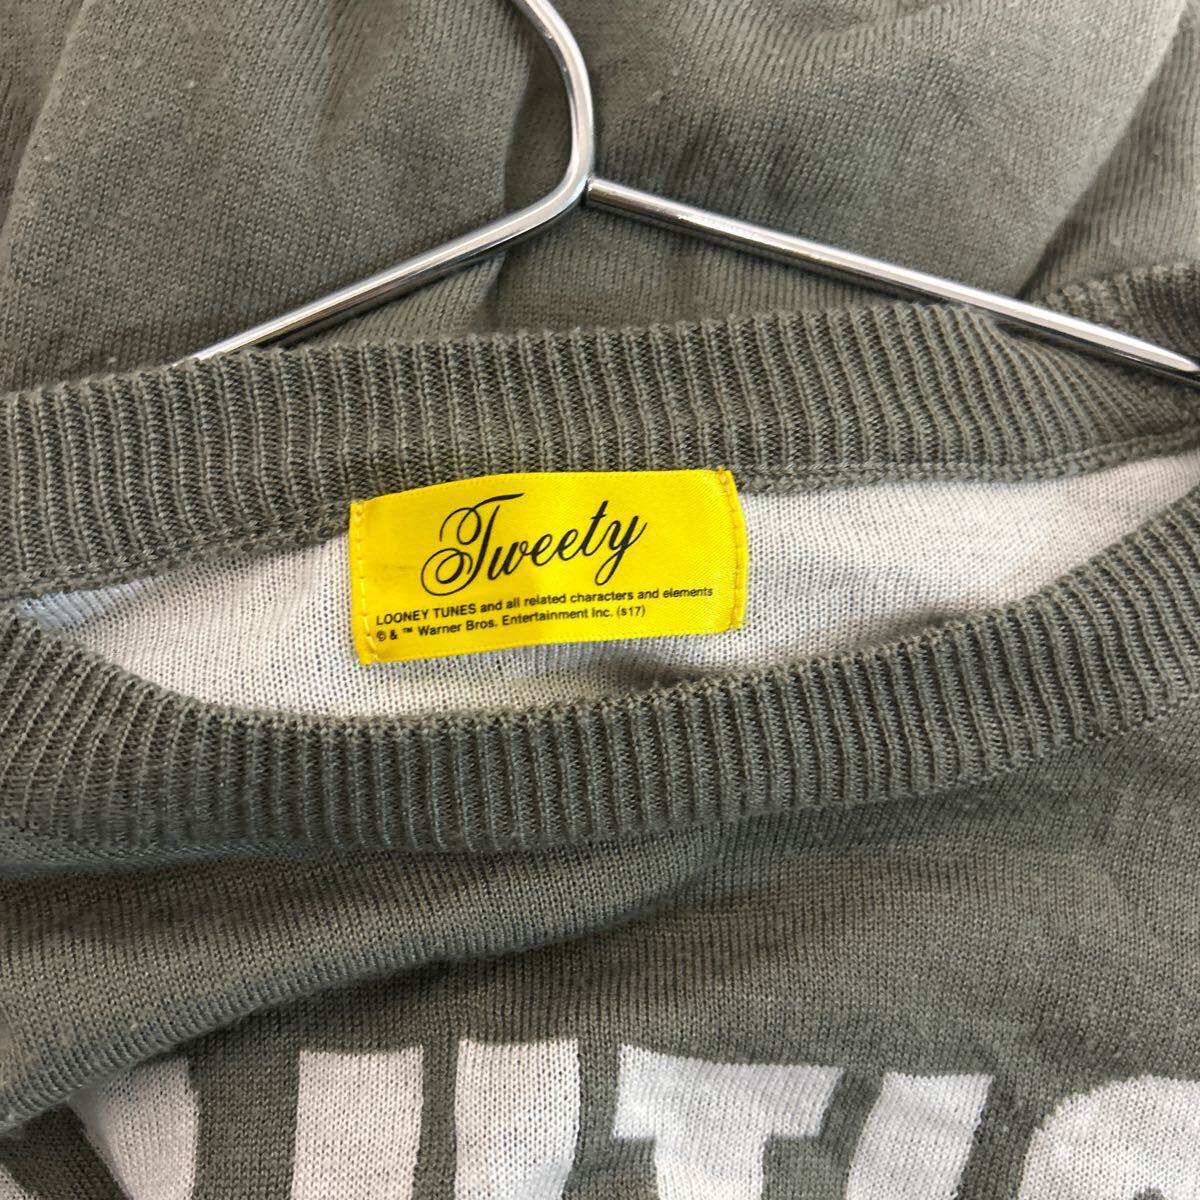 Tweety
LOONEY TUNES and all related characters and elements
© & ™ Warner Bros. Entertainment Inc. (s17)